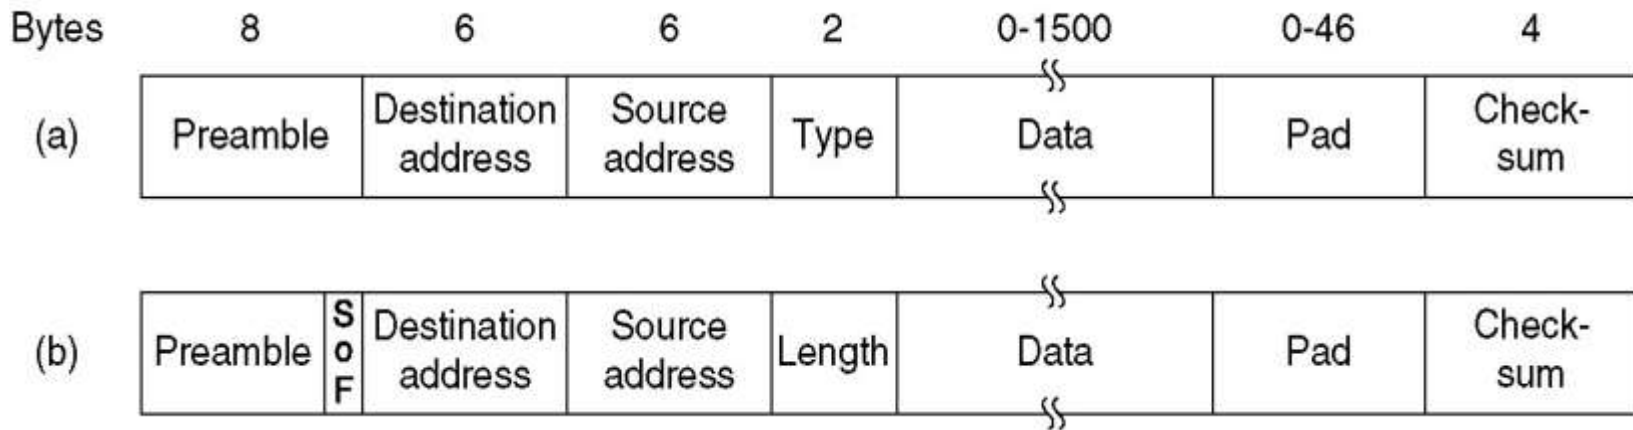 Bytes 8 6 6 2 0-1500 0-46 4
(a) Preamble Destination address Source address Type Data Pad Check-sum
(b) Preamble SoF Destination address Source address Length Data Pad Check-sum